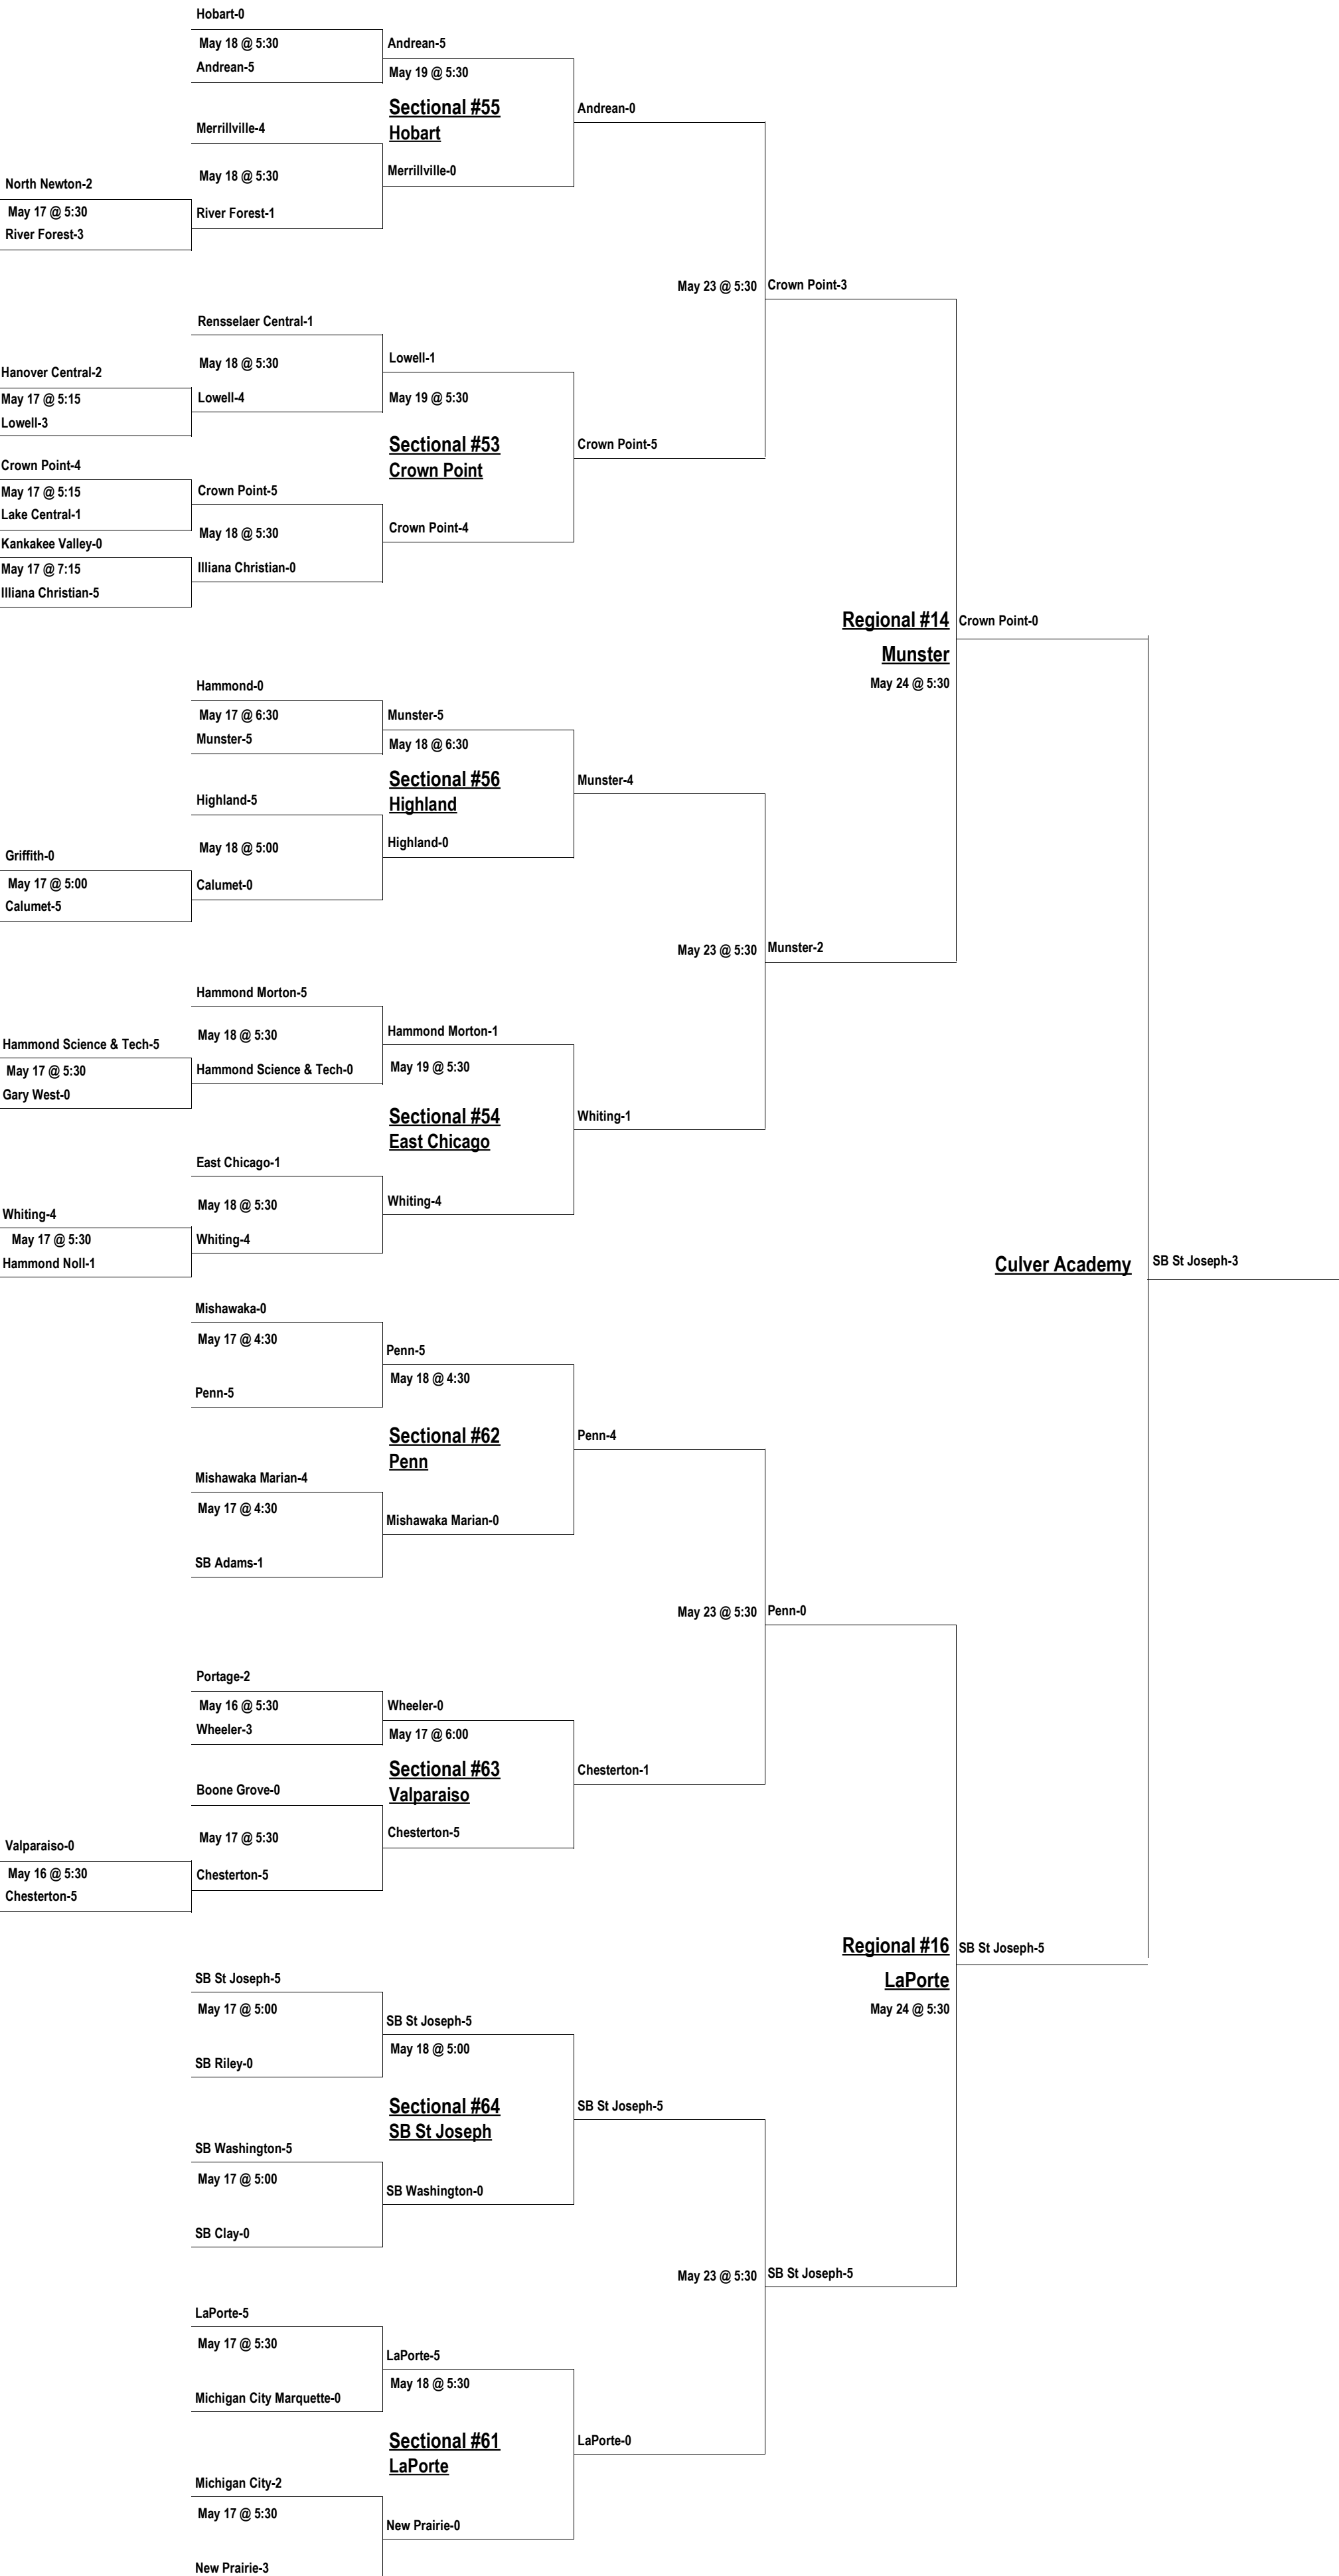 Hobart-0
May 18 @ 5:30
Andrean-5
Andrean-5
May 19 @ 5:30
Sectional #55
Hobart
Andrean-0
Merrillville-4
May 18 @ 5:30
Merrillville-0
North Newton-2
May 17 @ 5:30
River Forest-3
River Forest-1
May 23 @ 5:30
Crown Point-3
Rensselaer Central-1
May 18 @ 5:30
Lowell-1
Hanover Central-2
May 17 @ 5:15
Lowell-3
Lowell-4
May 19 @ 5:30
Sectional #53
Crown Point
Crown Point-5
Crown Point-4
May 17 @ 5:15
Lake Central-1
Crown Point-5
May 18 @ 5:30
Crown Point-4
Kankakee Valley-0
May 17 @ 7:15
Illiana Christian-5
Illiana Christian-0
Regional #14
Munster
May 24 @ 5:30
Crown Point-0
Hammond-0
May 17 @ 6:30
Munster-5
Munster-5
May 18 @ 6:30
Sectional #56
Highland
Munster-4
Highland-5
May 18 @ 5:00
Highland-0
Griffith-0
May 17 @ 5:00
Calumet-5
Calumet-0
May 23 @ 5:30
Munster-2
Hammond Morton-5
May 18 @ 5:30
Hammond Morton-1
Hammond Science & Tech-5
May 17 @ 5:30
Gary West-0
Hammond Science & Tech-0
May 19 @ 5:30
Sectional #54
East Chicago
Whiting-1
East Chicago-1
May 18 @ 5:30
Whiting-4
Whiting-4
May 17 @ 5:30
Hammond Noll-1
Whiting-4
Culver Academy
SB St Joseph-3
Mishawaka-0
May 17 @ 4:30
Penn-5
Penn-5
May 18 @ 4:30
Sectional #62
Penn
Penn-4
Mishawaka Marian-4
May 17 @ 4:30
Mishawaka Marian-0
SB Adams-1
May 23 @ 5:30
Penn-0
Portage-2
May 16 @ 5:30
Wheeler-3
Wheeler-0
May 17 @ 6:00
Sectional #63
Valparaiso
Chesterton-1
Boone Grove-0
May 17 @ 5:30
Chesterton-5
Valparaiso-0
May 16 @ 5:30
Chesterton-5
Chesterton-5
Regional #16
LaPorte
May 24 @ 5:30
SB St Joseph-5
SB St Joseph-5
May 17 @ 5:00
SB Riley-0
SB St Joseph-5
May 18 @ 5:00
Sectional #64
SB St Joseph
SB St Joseph-5
SB Washington-5
May 17 @ 5:00
SB Washington-0
SB Clay-0
May 23 @ 5:30
SB St Joseph-5
LaPorte-5
May 17 @ 5:30
Michigan City Marquette-0
LaPorte-5
May 18 @ 5:30
Sectional #61
LaPorte
LaPorte-0
Michigan City-2
May 17 @ 5:30
New Prairie-0
New Prairie-3